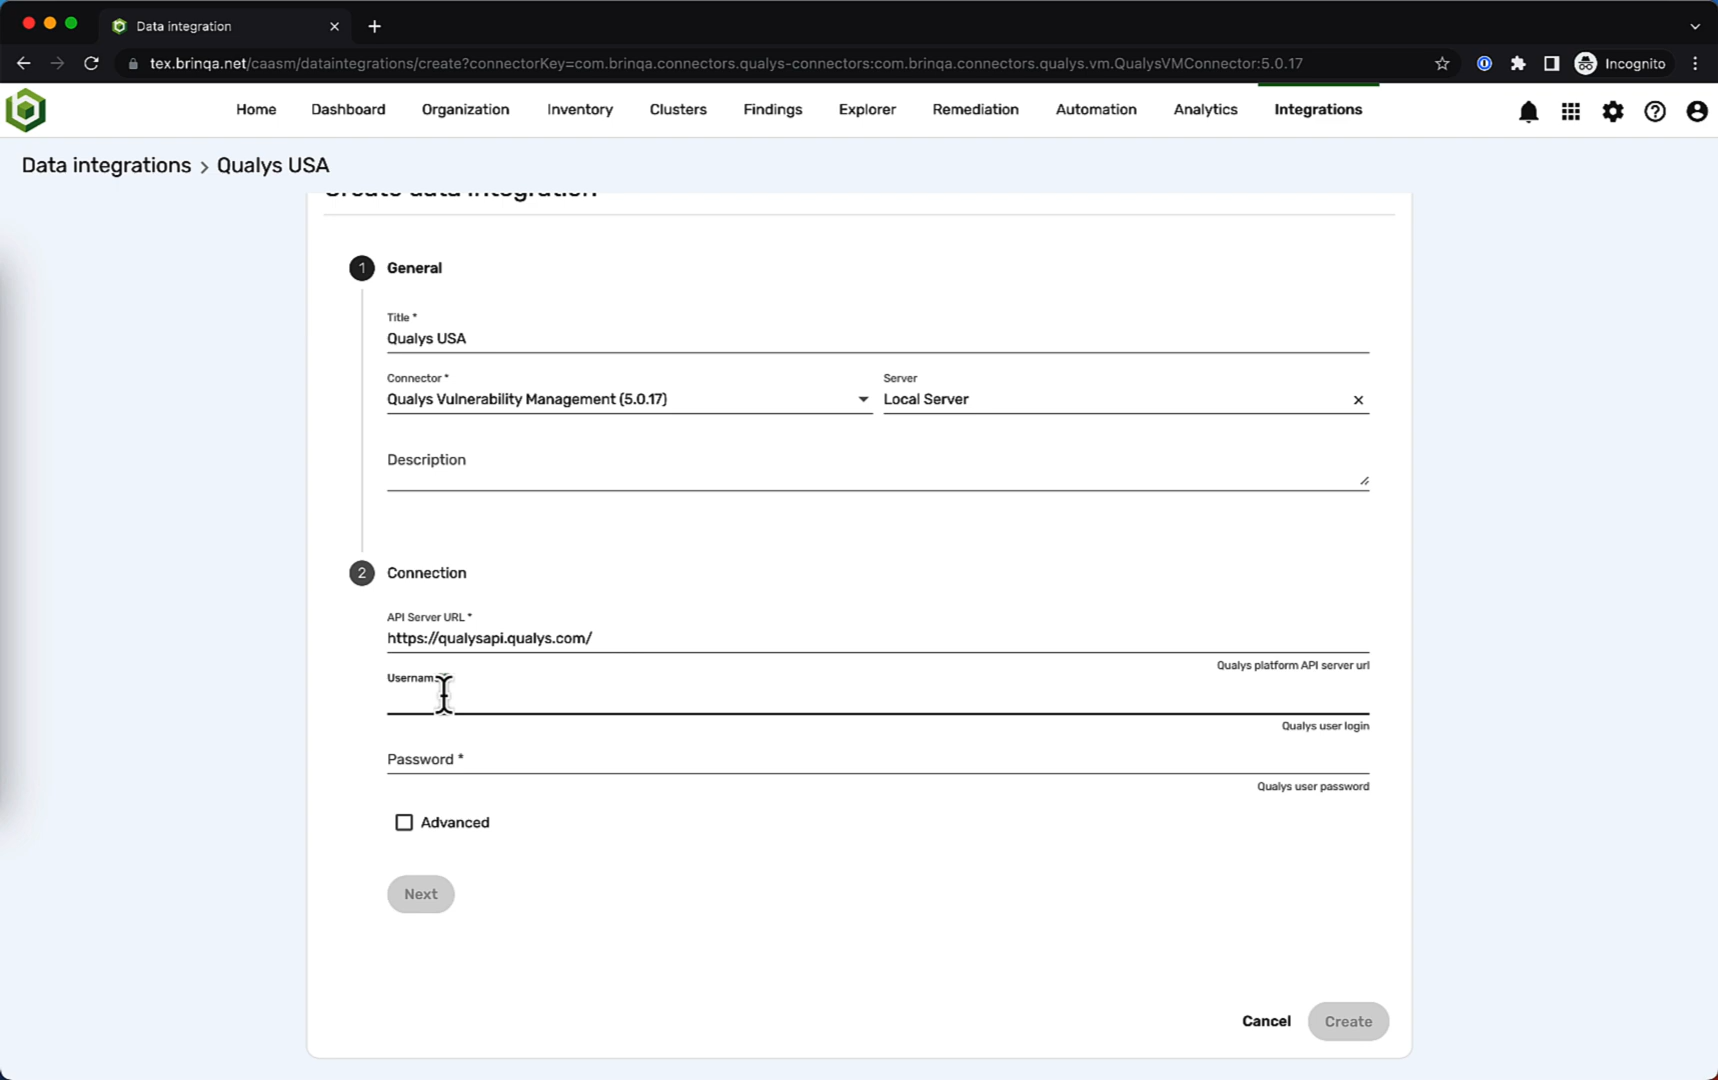 Data integration
tex.brinqa.net/caasm/dataintegrations/create?connectorKey=com.brinqa.connectors.qualys-connectors:com.brinqa.connectors.qualys.vm.QualysVMConnector:5.0.17
Incognito
Home
Dashboard
Organization
Inventory
Clusters
Findings
Explorer
Remediation
Automation
Analytics
Integrations
Data integrations > Qualys USA
Create data integration
1 General
Title *
Qualys USA
Connector *
Server
Qualys Vulnerability Management (5.0.17)
Local Server
Description
2 Connection
API Server URL *
https://qualysapi.qualys.com/
Qualys platform API server url
Qualys user login
Password *
Qualys user password
Advanced
Next
Cancel
Create